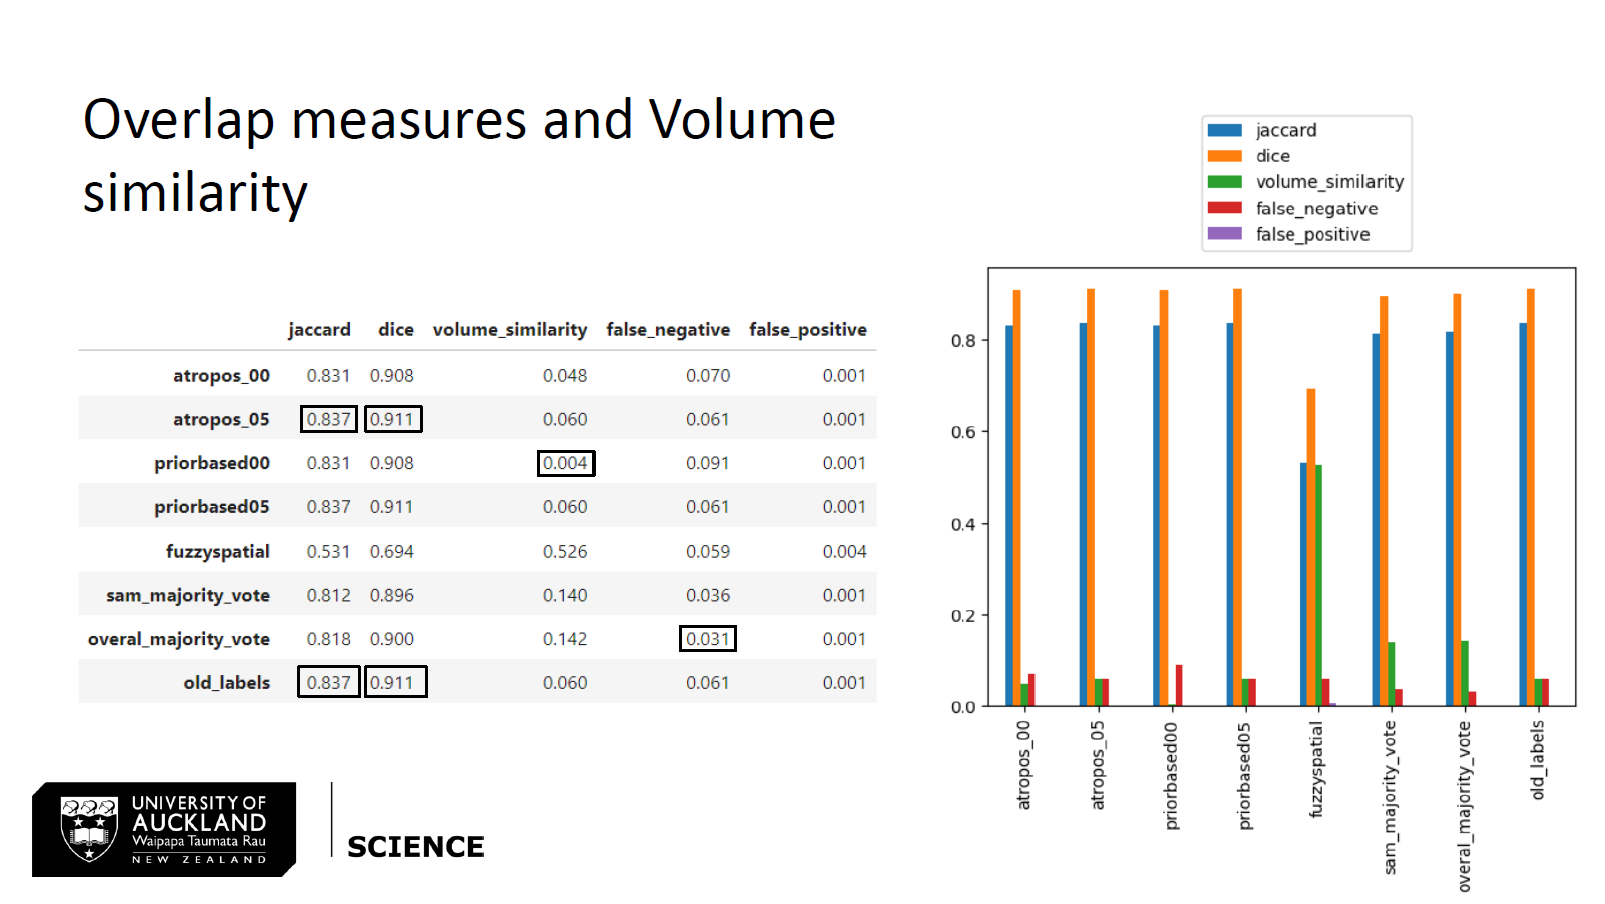 Overlap measures and Volume
similarity
jaccard dice volume_similarity false_negative false_positive
atropos_00 0.831 0.908 0.048 0.070 0.001
atropos_05 0.837 0.911 0.060 0.061 0.001
priorbased00 0.831 0.908 0.004 0.091 0.001
priorbased05 0.837 0.911 0.060 0.061 0.001
fuzzyspatial 0.531 0.694 0.526 0.059 0.004
sam_majority_vote 0.812 0.896 0.140 0.036 0.001
overal_majority_vote 0.818 0.900 0.142 0.031 0.001
old_labels 0.837 0.911 0.060 0.061 0.001
jaccard
dice
volume_similarity
false_negative
false_positive
0.8
0.6
0.4
0.2
0.0
atropos_00
atropos_05
priorbased00
priorbased05
fuzzyspatial
sam_majority_vote
overal_majority_vote
old_labels
UNIVERSITY OF
AUCKLAND
Waipapa Taumata Rau
NEW ZEALAND
SCIENCE